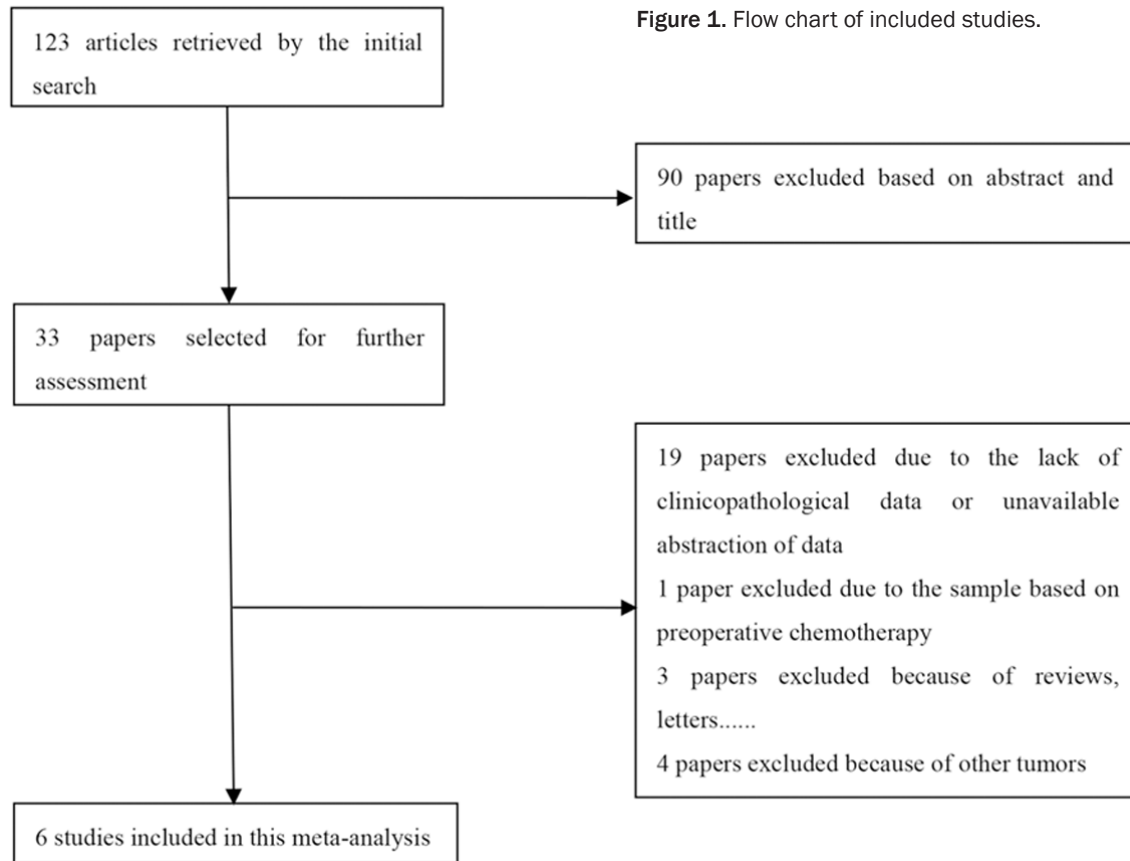 Figure 1. Flow chart of included studies.
123 articles retrieved by the initial
search
90 papers excluded based on abstract and
title
33 papers selected for further
assessment
19 papers excluded due to the lack of
clinicopathological data or unavailable
abstraction of data
1 paper excluded due to the sample based on
preoperative chemotherapy
3 papers excluded because of reviews,
letters......
4 papers excluded because of other tumors
6 studies included in this meta-analysis